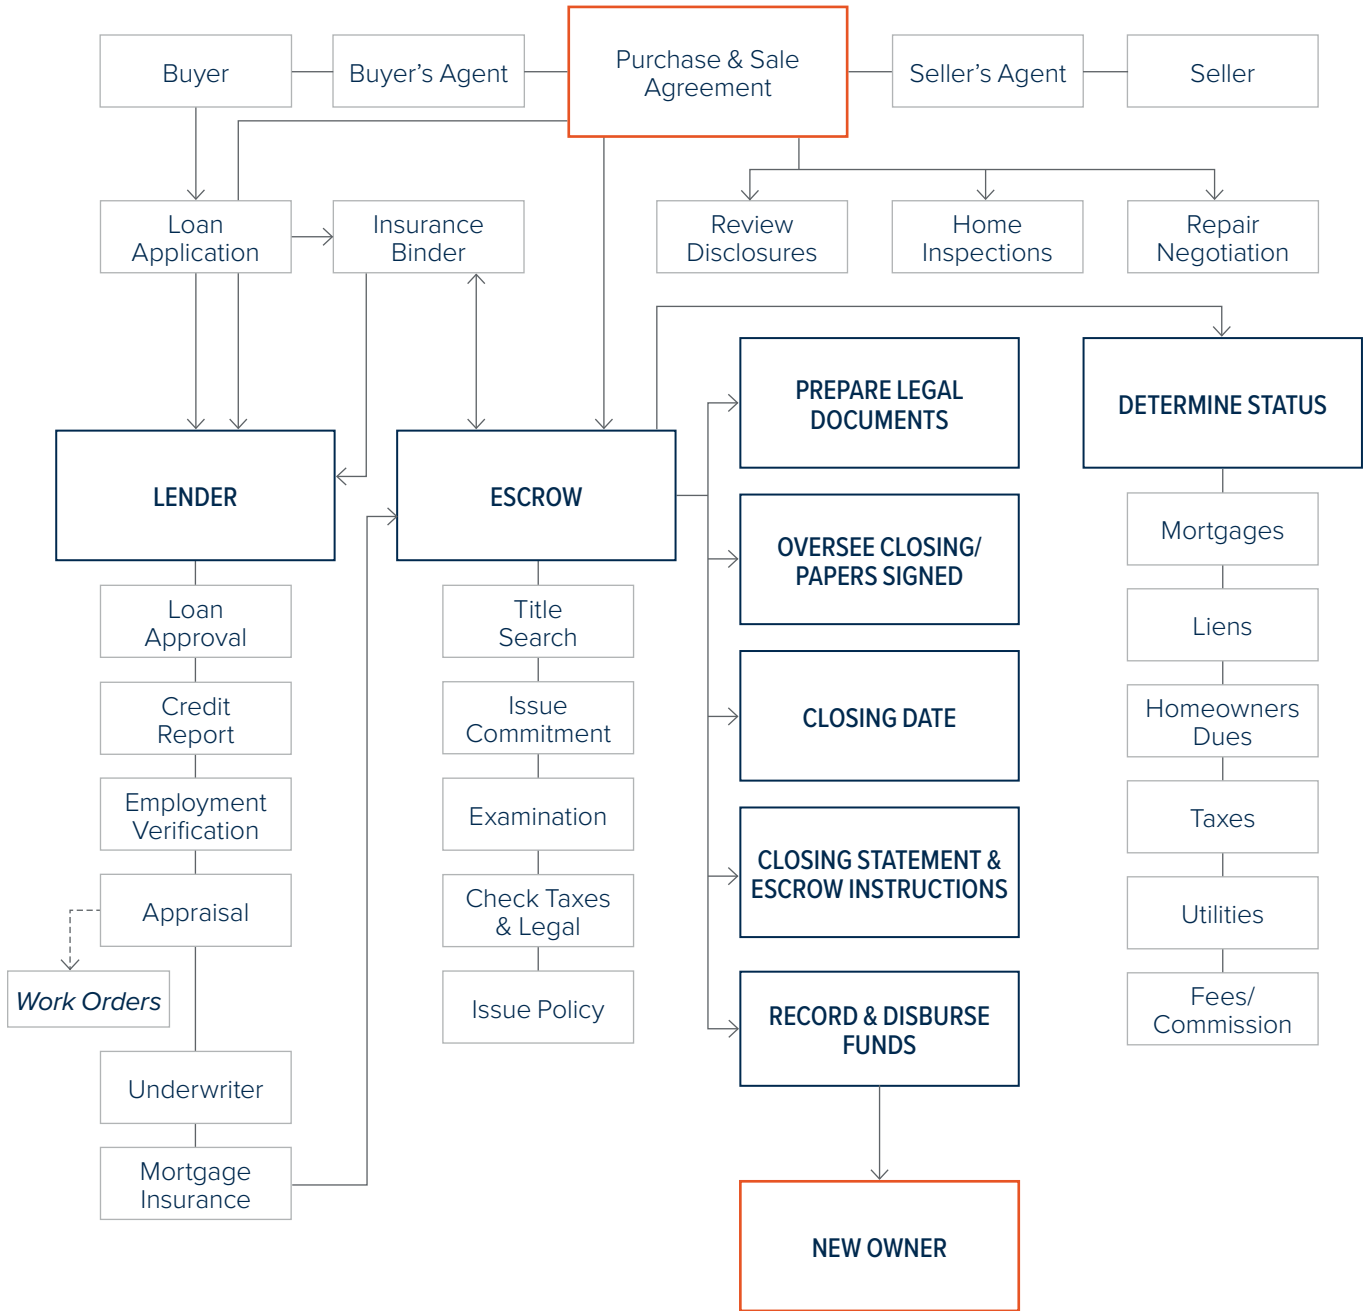 Buyer
Buyer's Agent
Purchase & Sale
Agreement
Seller's Agent
Seller
Loan
Application
Insurance
Binder
Review
Disclosures
Home
Inspections
Repair
Negotiation
LENDER
ESCROW
PREPARE LEGAL
DOCUMENTS
DETERMINE STATUS
OVERSEE CLOSING/
PAPERS SIGNED
CLOSING DATE
CLOSING STATEMENT &
ESCROW INSTRUCTIONS
RECORD & DISBURSE
FUNDS
NEW OWNER
Loan
Approval
Credit
Report
Employment
Verification
Appraisal
Work Orders
Underwriter
Mortgage
Insurance
Title
Search
Issue
Commitment
Examination
Check Taxes
& Legal
Issue Policy
Mortgages
Liens
Homeowners
Dues
Taxes
Utilities
Fees/
Commission